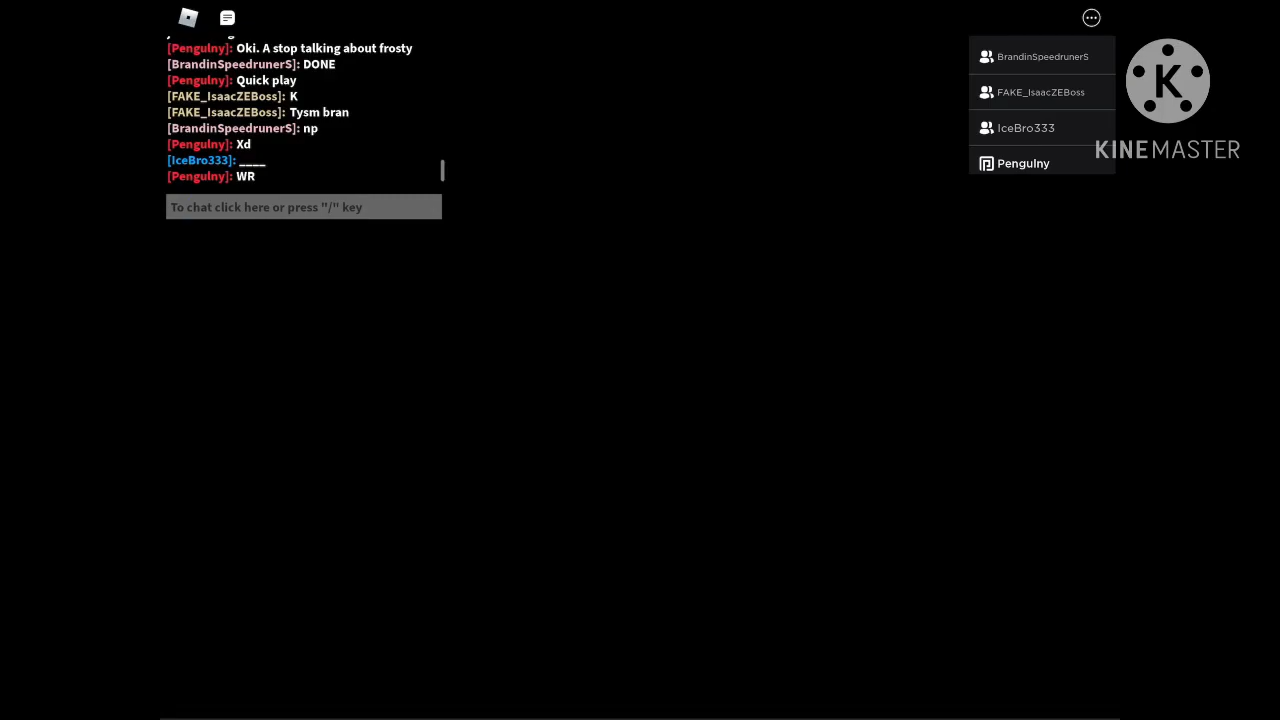 [Pengulny]: Oki. A stop talking about frosty
[BrandinSpeedrunerS]: DONE
[Pengulny]: Quick play
[FAKE_IsaacZEBoss]: K
[FAKE_IsaacZEBoss]: Tysm bran
[BrandinSpeedrunerS]: np
[Pengulny]: Xd
[IceBro333]: ____
[Pengulny]: WR
To chat click here or press "/" key
BrandinSpeedrunerS
FAKE_IsaacZEBoss
IceBro333
Pengulny
K
KINEMASTER